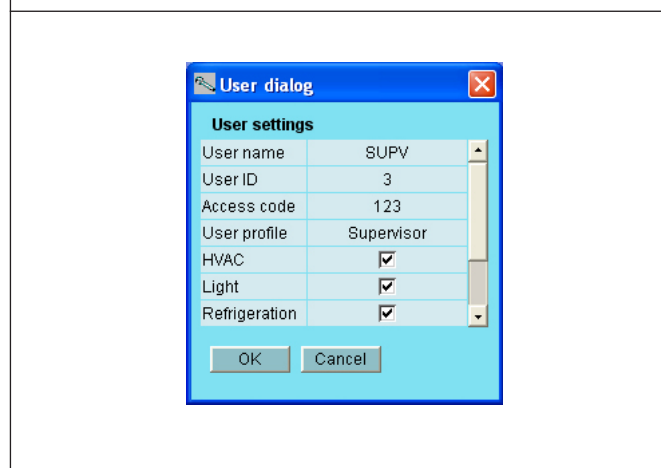 User dialog
User settings
User name SUPV
User ID 3
Access code 123
User profile Supervisor
HVAC
Light
Refrigeration
OK Cancel